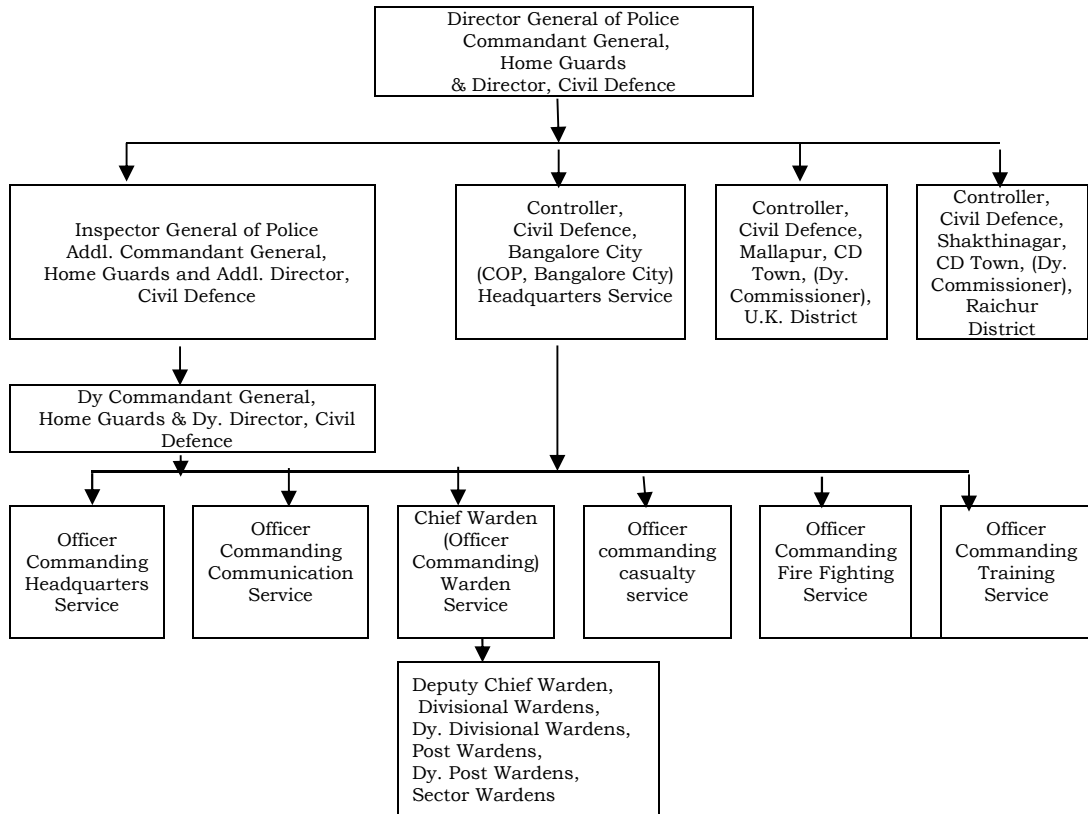 Director General of Police
Commandant General,
Home Guards
& Director, Civil Defence
Inspector General of Police
Addl. Commandant General,
Home Guards and Addl. Director,
Civil Defence
Controller,
Civil Defence,
Bangalore City
(COP, Bangalore City)
Headquarters Service
Controller,
Civil Defence,
Mallapur, CD
Town, (Dy.
Commissioner),
U.K. District
Controller,
Civil Defence,
Shakthinagar,
CD Town, (Dy.
Commissioner),
Raichur
District
Dy Commandant General,
Home Guards & Dy. Director, Civil
Defence
Officer
Commanding
Headquarters
Service
Officer
Commanding
Communication
Service
Chief Warden
(Officer
Commanding)
Warden
Service
Officer
commanding
casualty
service
Officer
Commanding
Fire Fighting
Service
Officer
Commanding
Training
Service
Deputy Chief Warden,
Divisional Wardens,
Dy. Divisional Wardens,
Post Wardens,
Dy. Post Wardens,
Sector Wardens